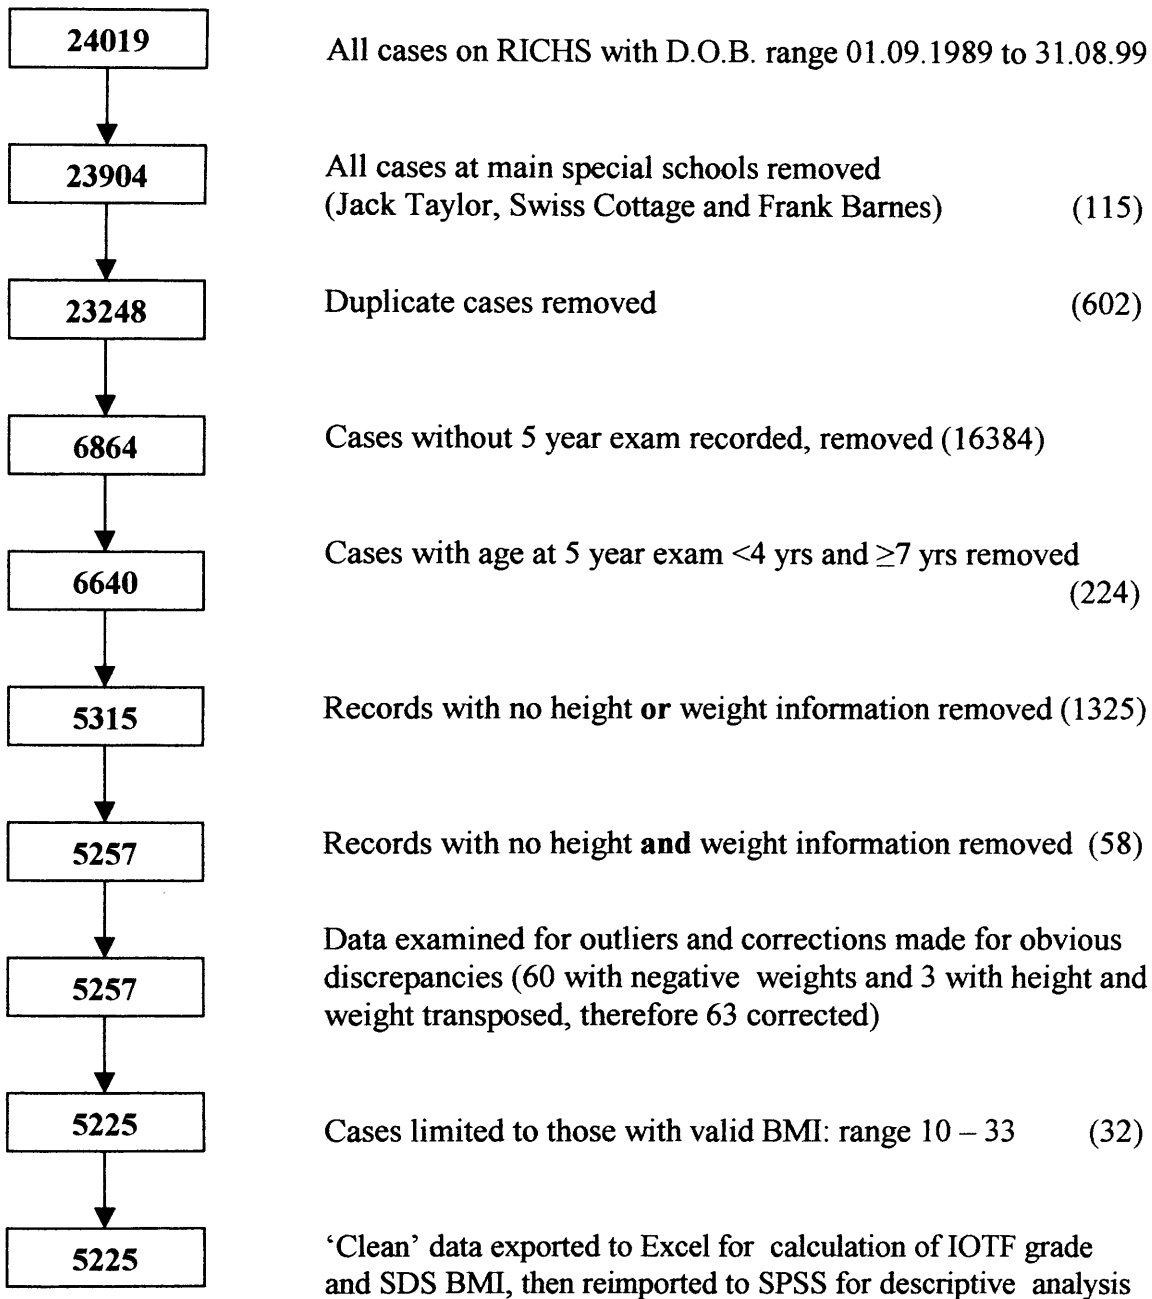 24019
All cases on RICHS with D.O.B. range 01.09.1989 to 31.08.99
23904
All cases at main special schools removed
(Jack Taylor, Swiss Cottage and Frank Barnes) (115)
23248
Duplicate cases removed (602)
6864
Cases without 5 year exam recorded, removed (16384)
6640
Cases with age at 5 year exam <4 yrs and ≥7 yrs removed
(224)
5315
Records with no height or weight information removed (1325)
5257
Records with no height and weight information removed (58)
5257
Data examined for outliers and corrections made for obvious
discrepancies (60 with negative weights and 3 with height and
weight transposed, therefore 63 corrected)
5225
Cases limited to those with valid BMI: range 10 – 33 (32)
5225
‘Clean’ data exported to Excel for calculation of IOTF grade
and SDS BMI, then reimported to SPSS for descriptive analysis